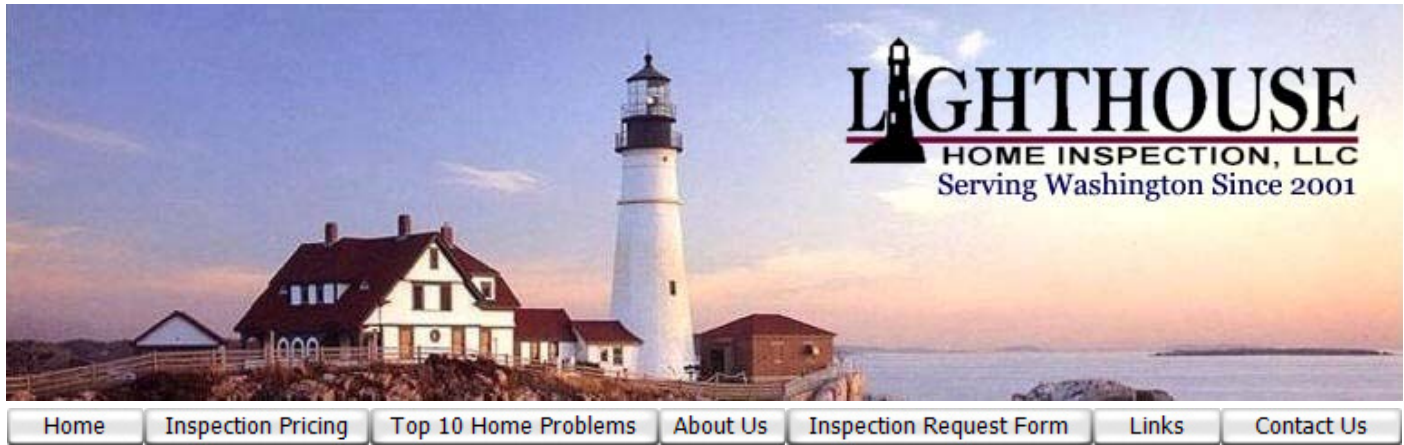 LIGHTHOUSE
HOME INSPECTION, LLC
Serving Washington Since 2001
Home
Inspection Pricing
Top 10 Home Problems
About Us
Inspection Request Form
Links
Contact Us